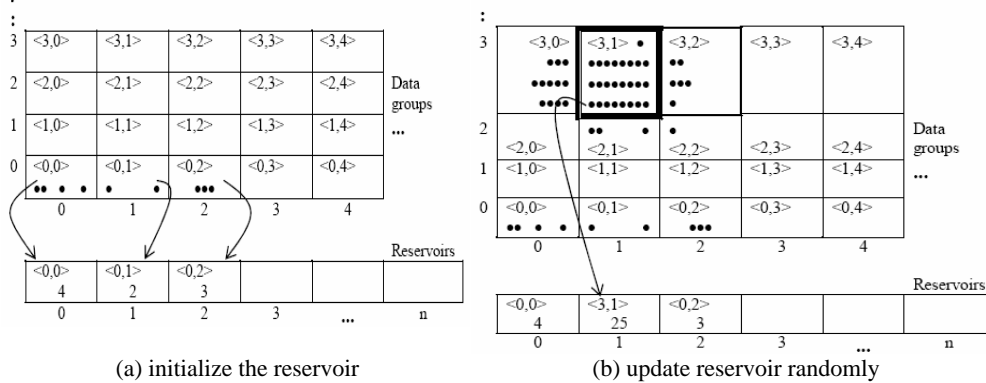 :
3 <3,0> <3,1> <3,2> <3,3> <3,4>
2 <2,0> <2,1> <2,2> <2,3> <2,4> Data
groups
1 <1,0> <1,1> <1,2> <1,3> <1,4> ...
0 <0,0> <0,1> <0,2> <0,3> <0,4>
0 1 2 3 4
Reservoirs
<0,0> <0,1> <0,2>
4 2 3
0 1 2 3 ... n
(a) initialize the reservoir
:
3 <3,0> <3,1> <3,2> <3,3> <3,4>
2 Data
<2,0> <2,1> <2,2> <2,3> <2,4> groups
1 <1,0> <1,1> <1,2> <1,3> <1,4> ...
0 <0,0> <0,1> <0,2> <0,3> <0,4>
0 1 2 3 4
Reservoirs
<0,0> <3,1> <0,2>
4 25 3
0 1 2 3 ... n
(b) update reservoir randomly